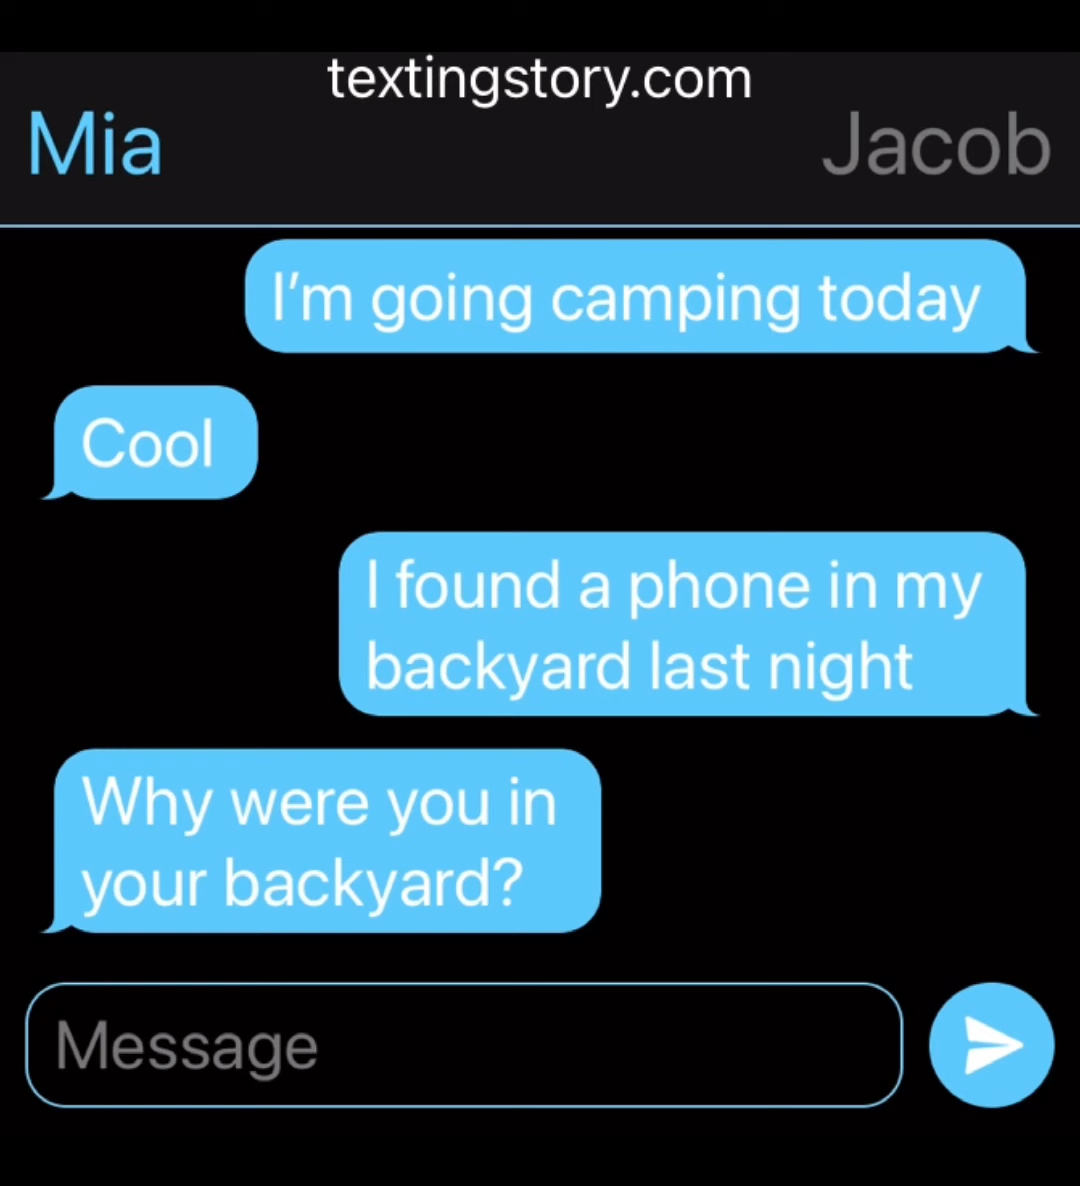 textingstory.com
Mia
Jacob
I’m going camping today
Cool
I found a phone in my
backyard last night
Why were you in
your backyard?
Message